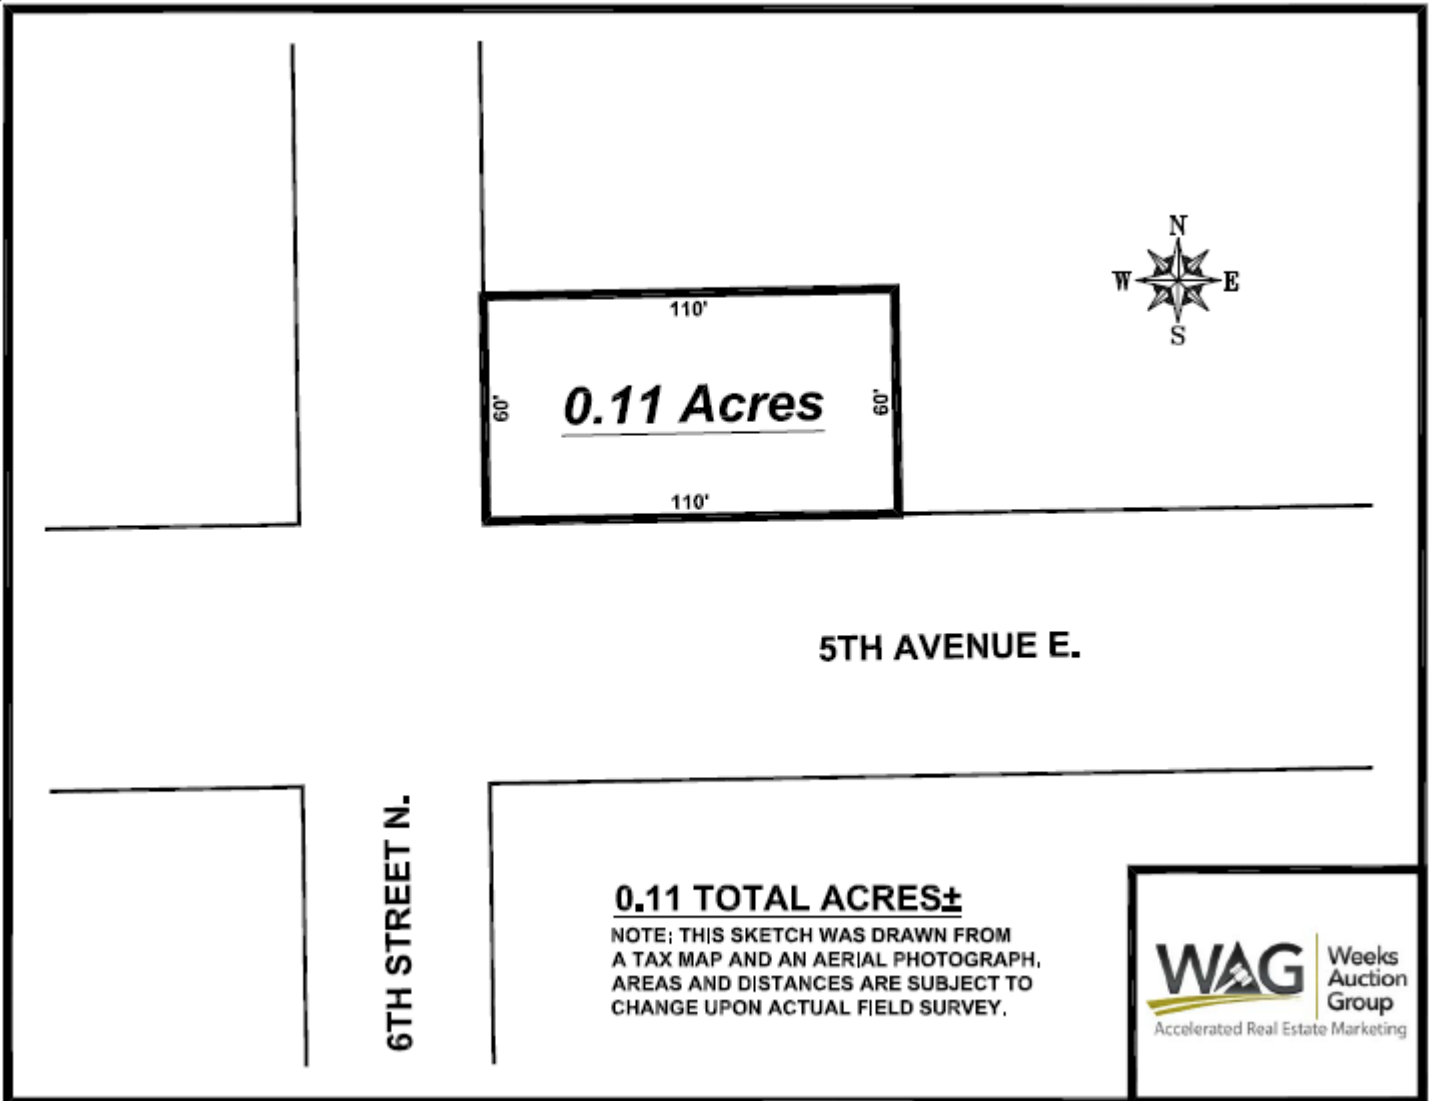 N
W E
S
110'
60'
0.11 Acres
60'
110'
5TH AVENUE E.
6TH STREET N.
0.11 TOTAL ACRES±
NOTE: THIS SKETCH WAS DRAWN FROM
A TAX MAP AND AN AERIAL PHOTOGRAPH.
AREAS AND DISTANCES ARE SUBJECT TO
CHANGE UPON ACTUAL FIELD SURVEY.
WAG
Weeks
Auction
Group
Accelerated Real Estate Marketing